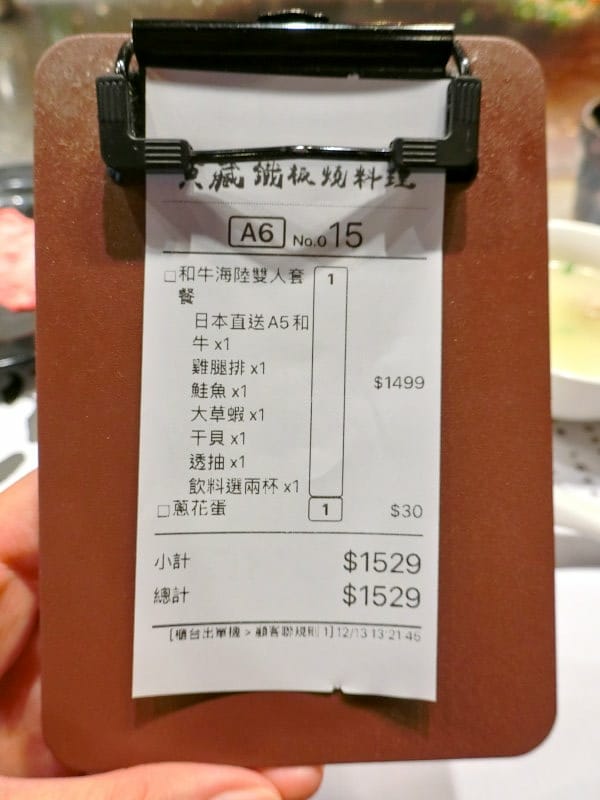 藏鐵板燒料理
A6 No.015
□和牛海陸雙人套 1
餐
日本直送A5和
牛 x1
雞腿排 x1
鮭魚 x1 $1499
大草蝦 x1
干貝 x1
透抽 x1
飲料選兩杯 x1
□蔥花蛋 1 $30
小計 $1529
總計 $1529
[櫃台出單機 > 顧客聯規則 1] 12/13 13:21:46